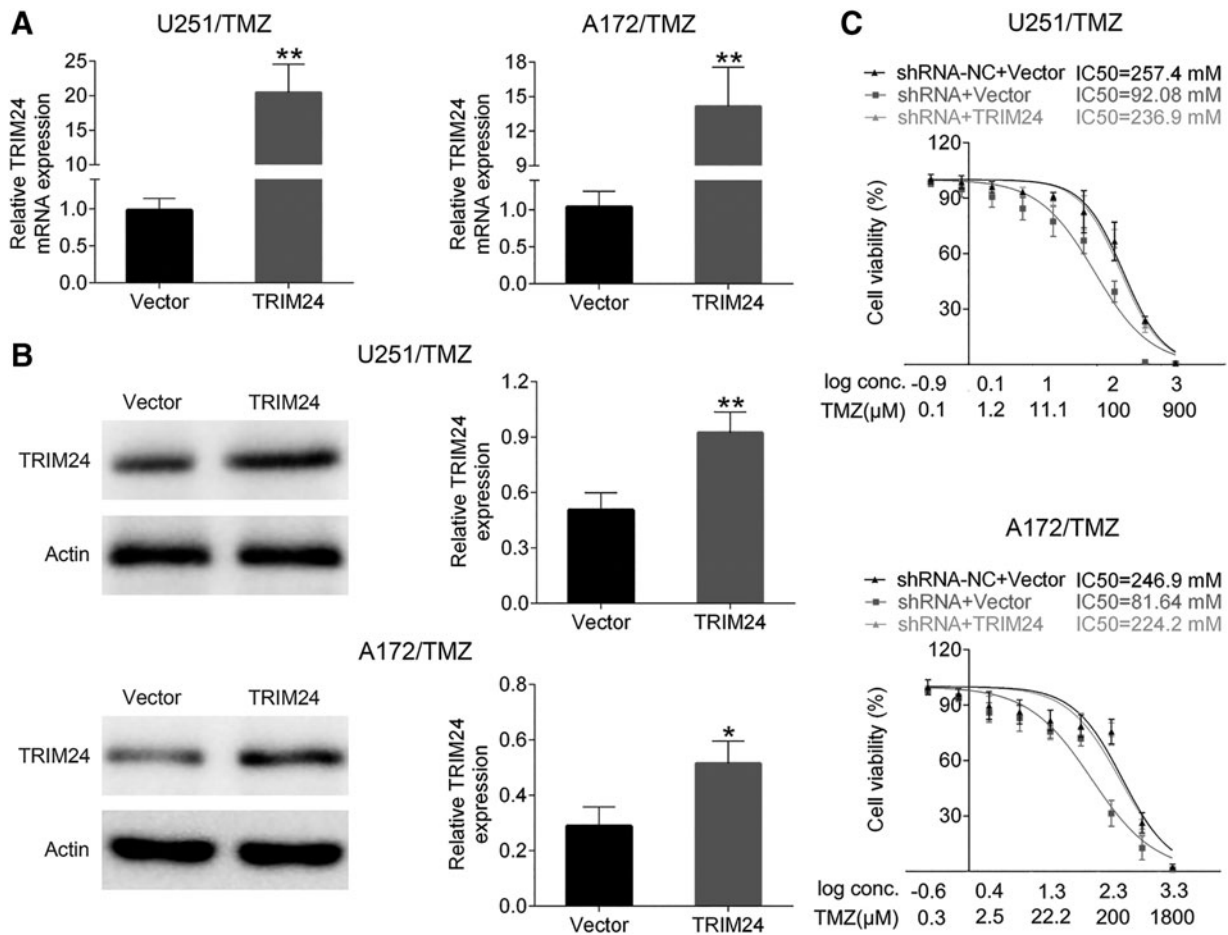 A
U251/TMZ
Relative TRIM24
mRNA expression
25
20
15
10
1.0
0.5
0.0
**
Vector
TRIM24
A172/TMZ
Relative TRIM24
mRNA expression
18
15
12
9
6
1.0
0.5
0.0
**
Vector
TRIM24
B
U251/TMZ
Vector
TRIM24
TRIM24
Actin
Relative TRIM24
expression
1.2
0.9
0.6
0.3
0.0
**
Vector
TRIM24
A172/TMZ
Vector
TRIM24
TRIM24
Actin
Relative TRIM24
expression
0.8
0.6
0.4
0.2
0.0
*
Vector
TRIM24
C
U251/TMZ
shRNA-NC+Vector IC50=257.4 mM
shRNA+Vector IC50=92.08 mM
shRNA+TRIM24 IC50=236.9 mM
Cell viability (%)
120
90
60
30
log conc. -0.9 0.1 1 2 3
TMZ(µM) 0.1 1.2 11.1 100 900
A172/TMZ
shRNA-NC+Vector IC50=246.9 mM
shRNA+Vector IC50=81.64 mM
shRNA+TRIM24 IC50=224.2 mM
Cell viability (%)
120
90
60
30
log conc. -0.6 0.4 1.3 2.3 3.3
TMZ(µM) 0.3 2.5 22.2 200 1800